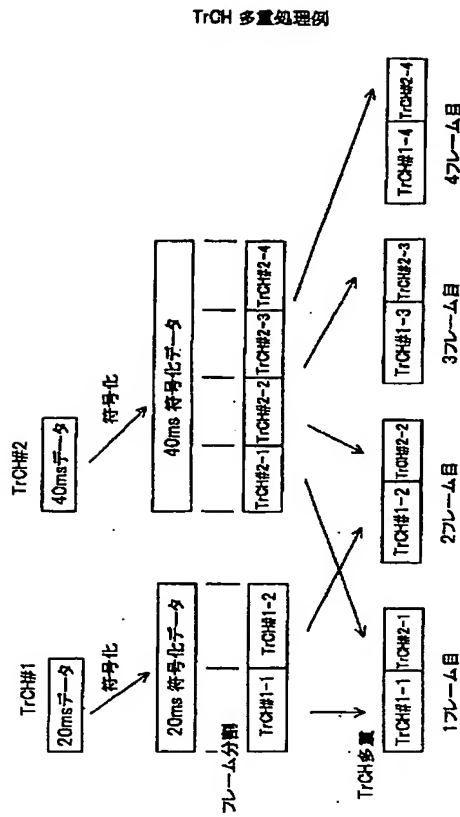 TrCH 多重処理例
TrCH#1
TrCH#2
20msデータ
40msデータ
符号化
符号化
20ms 符号化データ
40ms 符号化データ
フレーム分割
TrCH#1-1
TrCH#1-2
TrCH#2-1
TrCH#2-2
TrCH#2-3
TrCH#2-4
TrCH多重
TrCH#1-1
TrCH#2-1
TrCH#1-2
TrCH#2-2
TrCH#1-3
TrCH#2-3
TrCH#1-4
TrCH#2-4
1フレーム目
2フレーム目
3フレーム目
4フレーム目